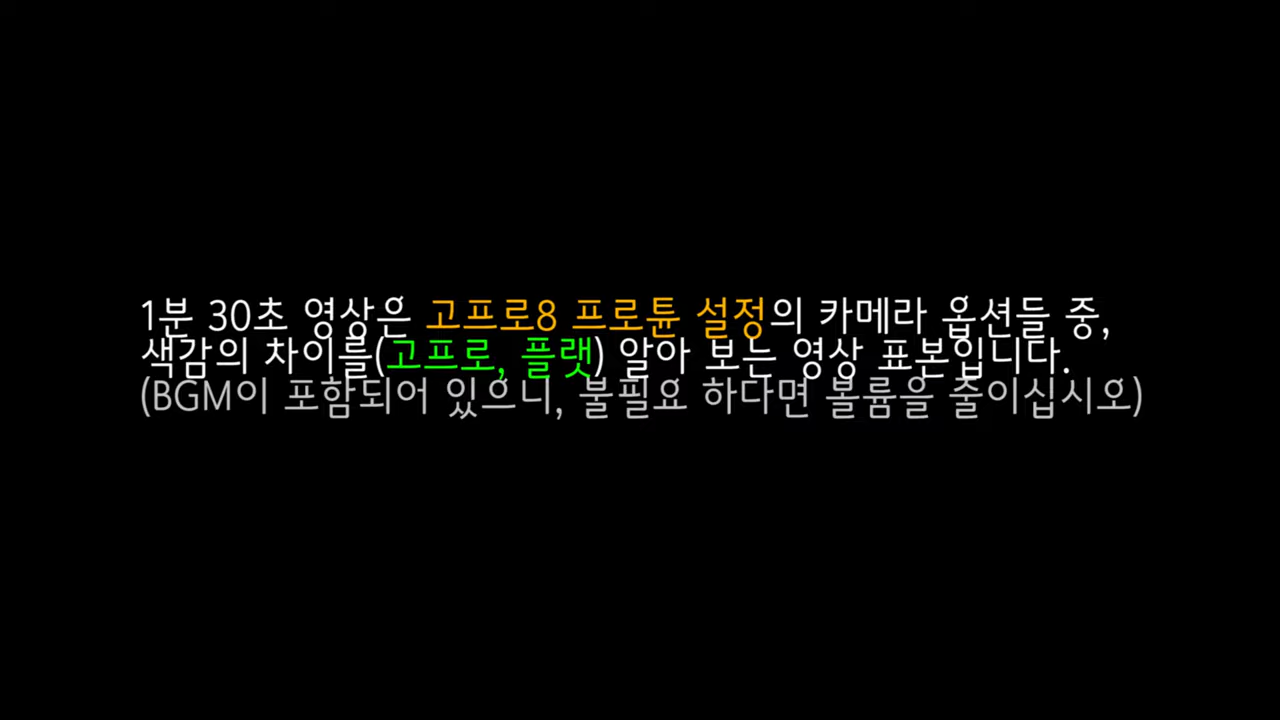 1분 30초 영상은 고프로8 프로튠 설정의 카메라 옵션들 중,
색감의 차이를(고프로, 플랫) 알아 보는 영상 표본입니다.
(BGM이 포함되어 있으니, 불필요 하다면 볼륨을 줄이십시오)